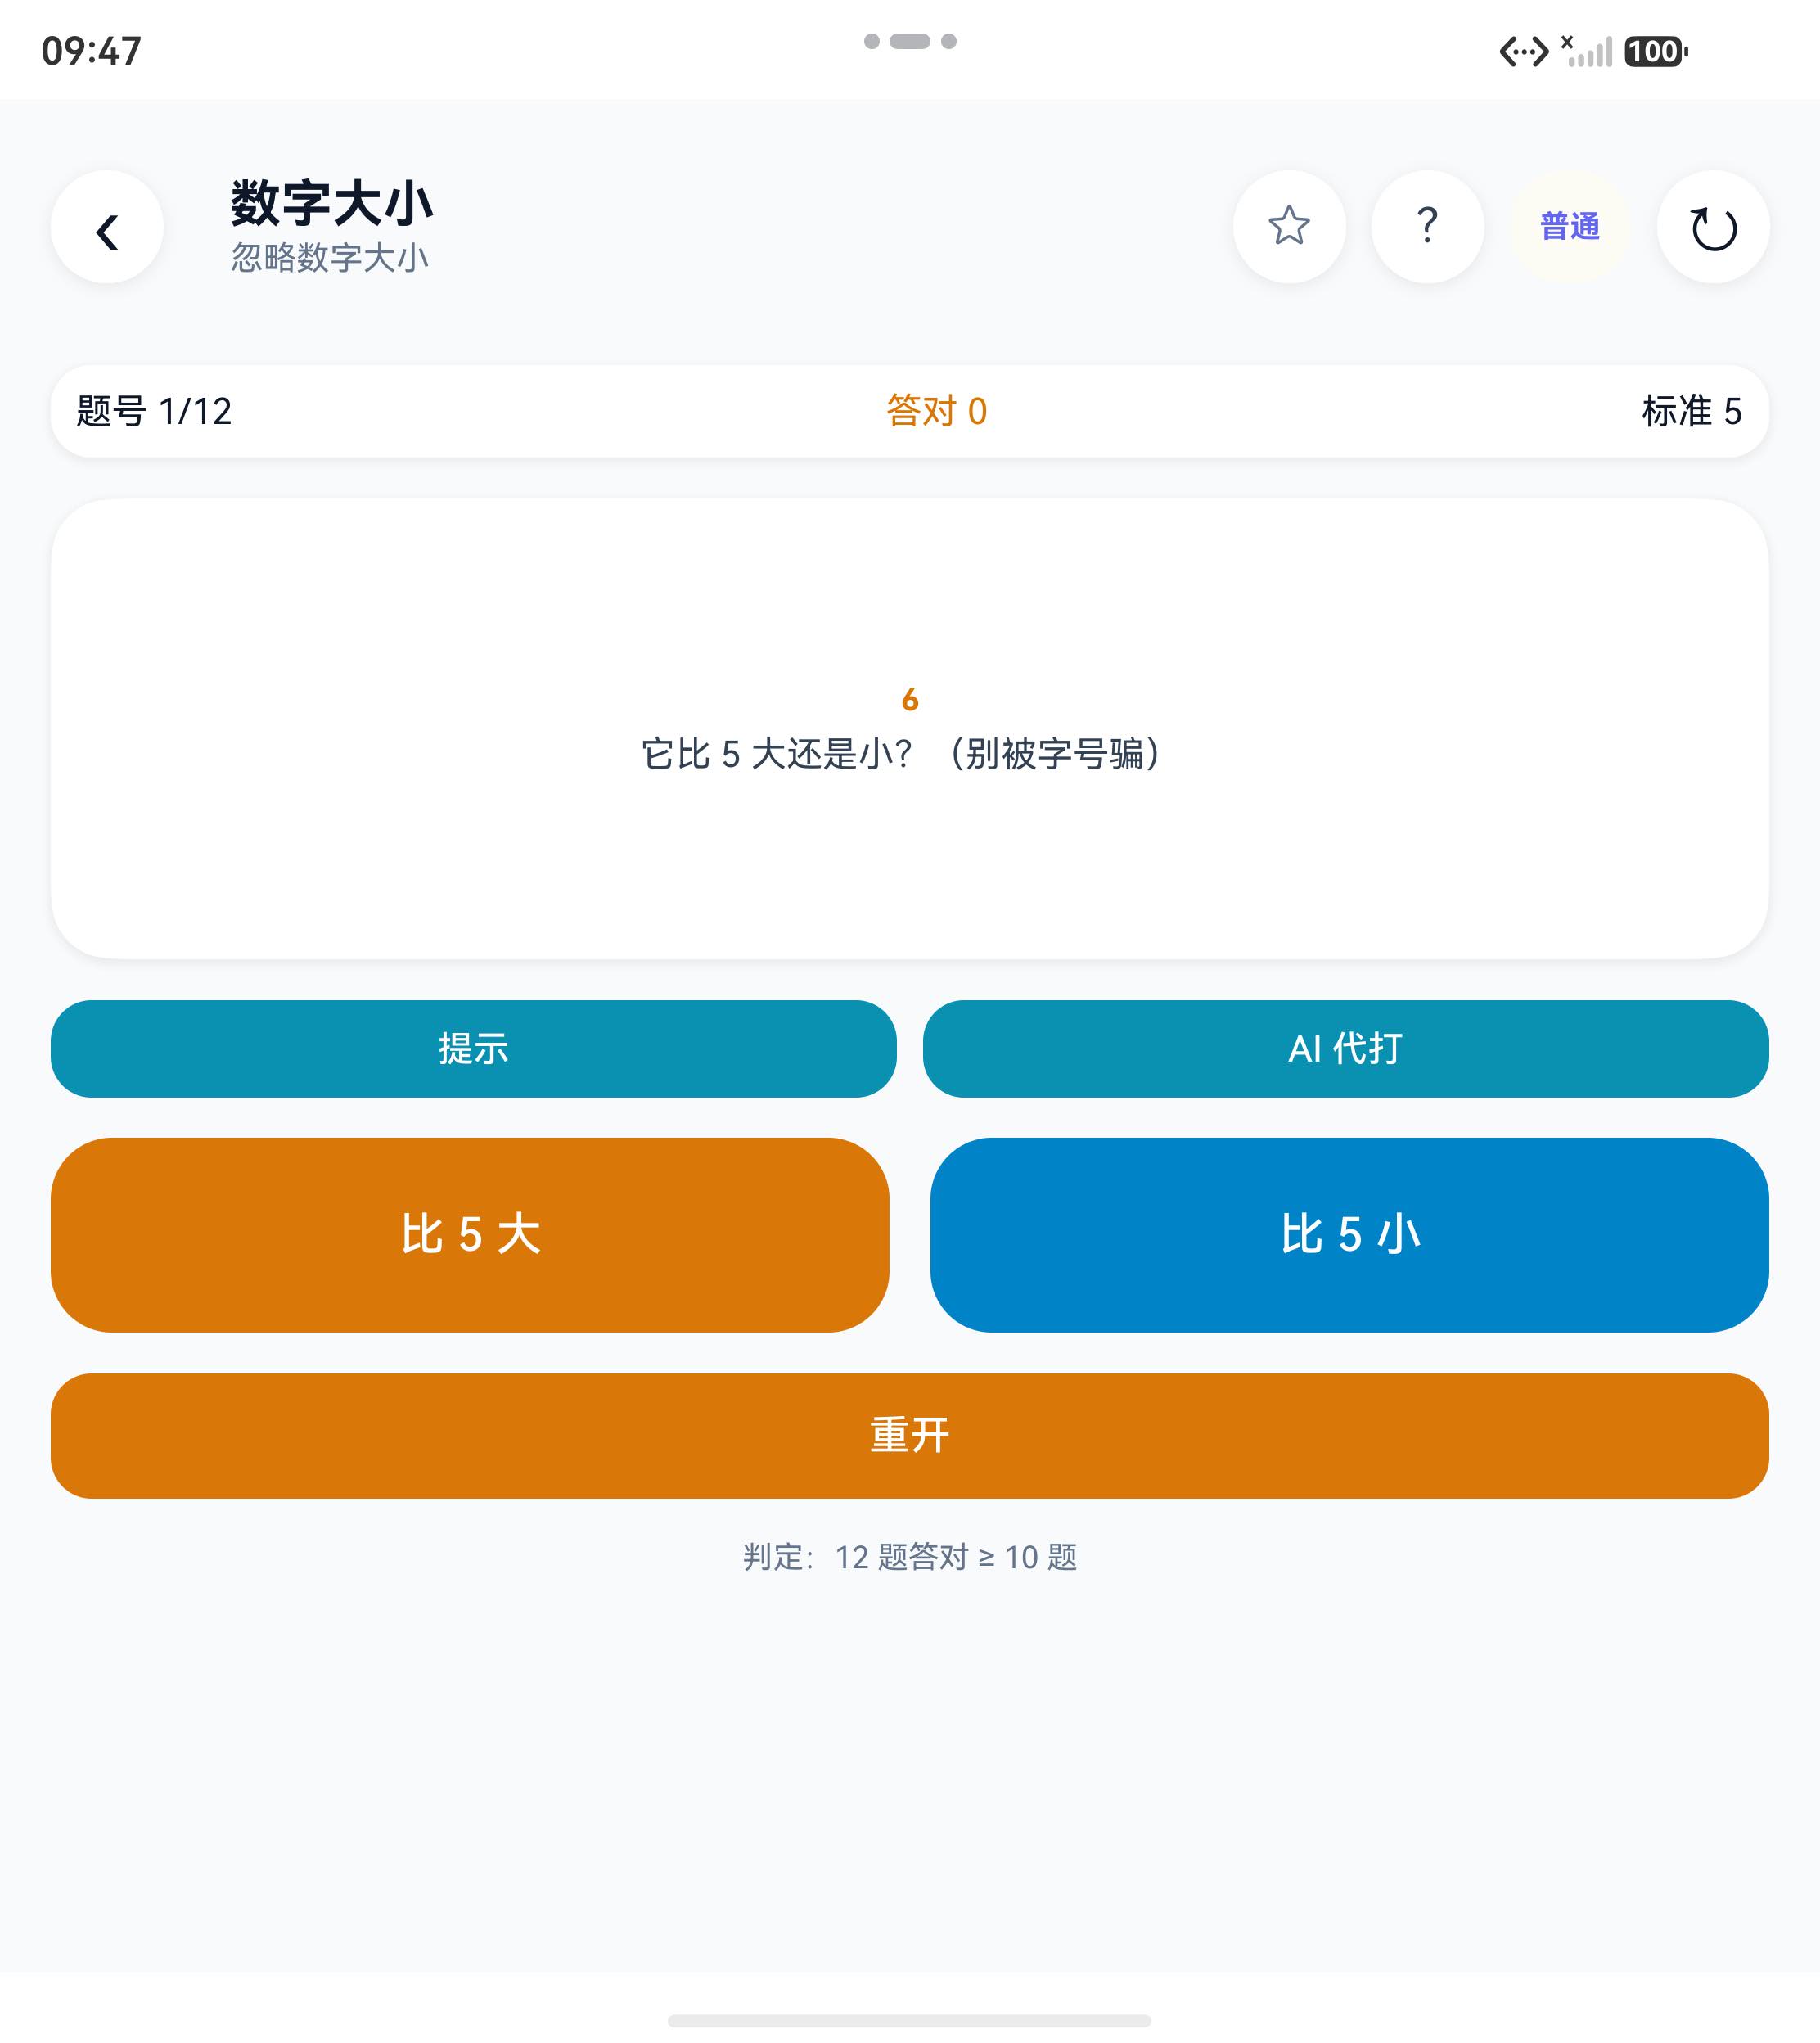 09:47
100
数字大小
忽略数字大小
?
普通
题号 1/12
答对 0
标准 5
6
它比 5 大还是小？（别被字号骗）
提示
AI 代打
比 5 大
比 5 小
重开
判定：12 题答对 ≥ 10 题